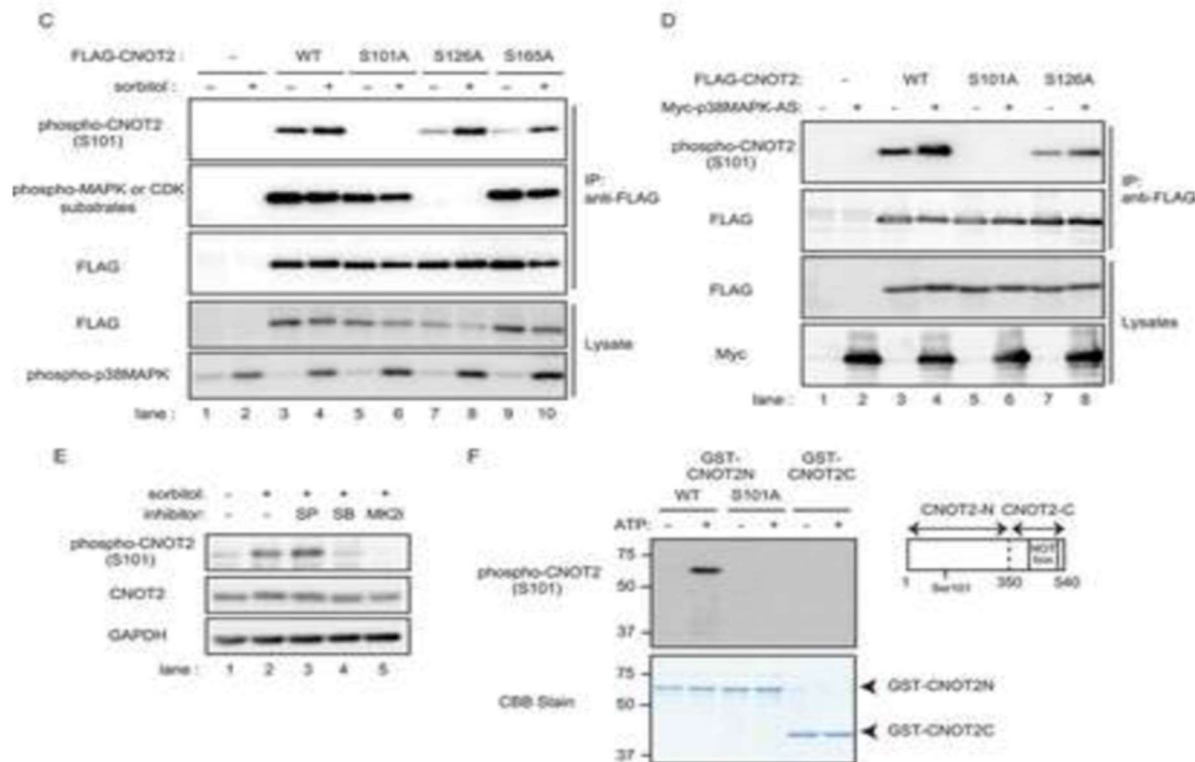 C
FLAG-CNOT2 : - WT S101A S126A S165A
sorbitol : - + - + - + - + - +
phospho-CNOT2
(S101)
phospho-MAPK or CDK
substrates
FLAG
IP:
anti-FLAG
FLAG
phospho-p38MAPK
Lysate
lane : 1 2 3 4 5 6 7 8 9 10
D
FLAG-CNOT2: - WT S101A S126A
Myc-p38MAPK-AS: - + - + - + - +
phospho-CNOT2
(S101)
FLAG
IP:
anti-FLAG
FLAG
Myc
Lysates
lane : 1 2 3 4 5 6 7 8
E
sorbitol: - + + + +
inhibitor: - - SP SB MK2i
phospho-CNOT2
(S101)
CNOT2
GAPDH
lane : 1 2 3 4 5
F
GST-
CNOT2N
GST-
CNOT2C
WT S101A
ATP: - + - + - +
phospho-CNOT2
(S101)
75
50
37
CBB Stain
75
50
37
GST-CNOT2N
GST-CNOT2C
CNOT2-N CNOT2-C
NOT
box
1 Ser101 350 540